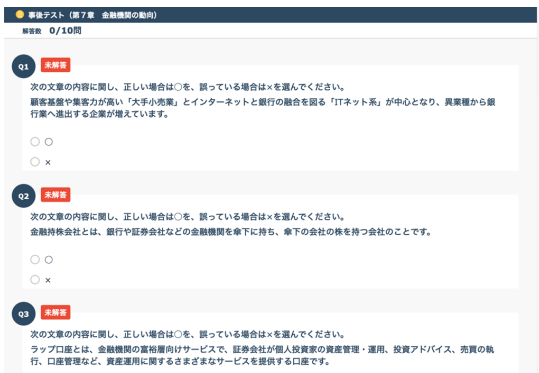 事後テスト（第７章　金融機関の動向）
解答数 0/10問
Q1 未解答
次の文章の内容に関し、正しい場合は○を、誤っている場合は×を選んでください。
顧客基盤や集客力が高い「大手小売業」とインターネットと銀行の融合を図る「ITネット系」が中心となり、異業種から銀
行業へ進出する企業が増えています。
○
×
Q2 未解答
次の文章の内容に関し、正しい場合は○を、誤っている場合は×を選んでください。
金融持株会社とは、銀行や証券会社などの金融機関を傘下に持ち、傘下の会社の株を持つ会社のことです。
○
×
Q3 未解答
次の文章の内容に関し、正しい場合は○を、誤っている場合は×を選んでください。
ラップ口座とは、金融機関の富裕層向けサービスで、証券会社が個人投資家の資産管理・運用、投資アドバイス、売買の執
行、口座管理など、資産運用に関するさまざまなサービスを提供する口座です。